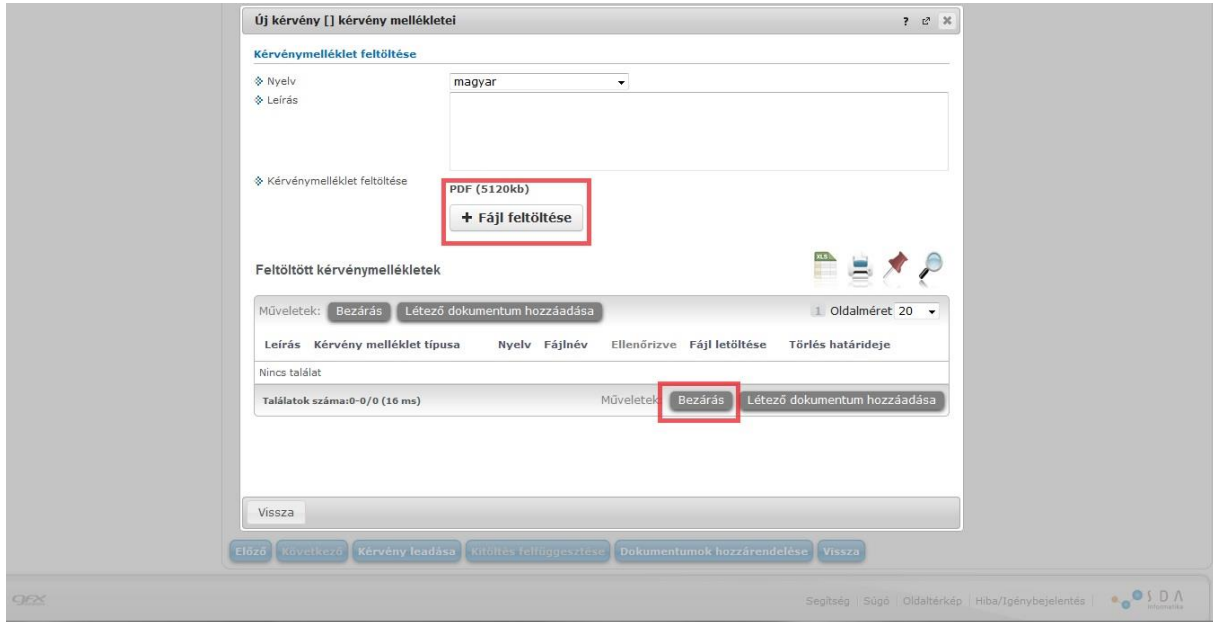 Új kérvény [] kérvény mellékletei ?
Kérvénymelléklet feltöltése
Nyelv magyar
Leírás
Kérvénymelléklet feltöltése
PDF (5120kb)
+ Fájl feltöltése
Feltöltött kérvénymellékletek
XLS
Műveletek: Bezárás Létező dokumentum hozzáadása 1 Oldalméret 20
Leírás Kérvény melléklet típusa Nyelv Fájlnév Ellenőrizve Fájl letöltése Törlés határideje
Nincs találat
Találatok száma:0-0/0 (16 ms) Műveletek: Bezárás Létező dokumentum hozzáadása
Vissza
Előző Következő Kérvény leadása Kitöltés felfüggesztése Dokumentumok hozzárendelése Vissza
Segítség Súgó Oldaltérkép Hiba/Igénybejelentés SDA
Informatika